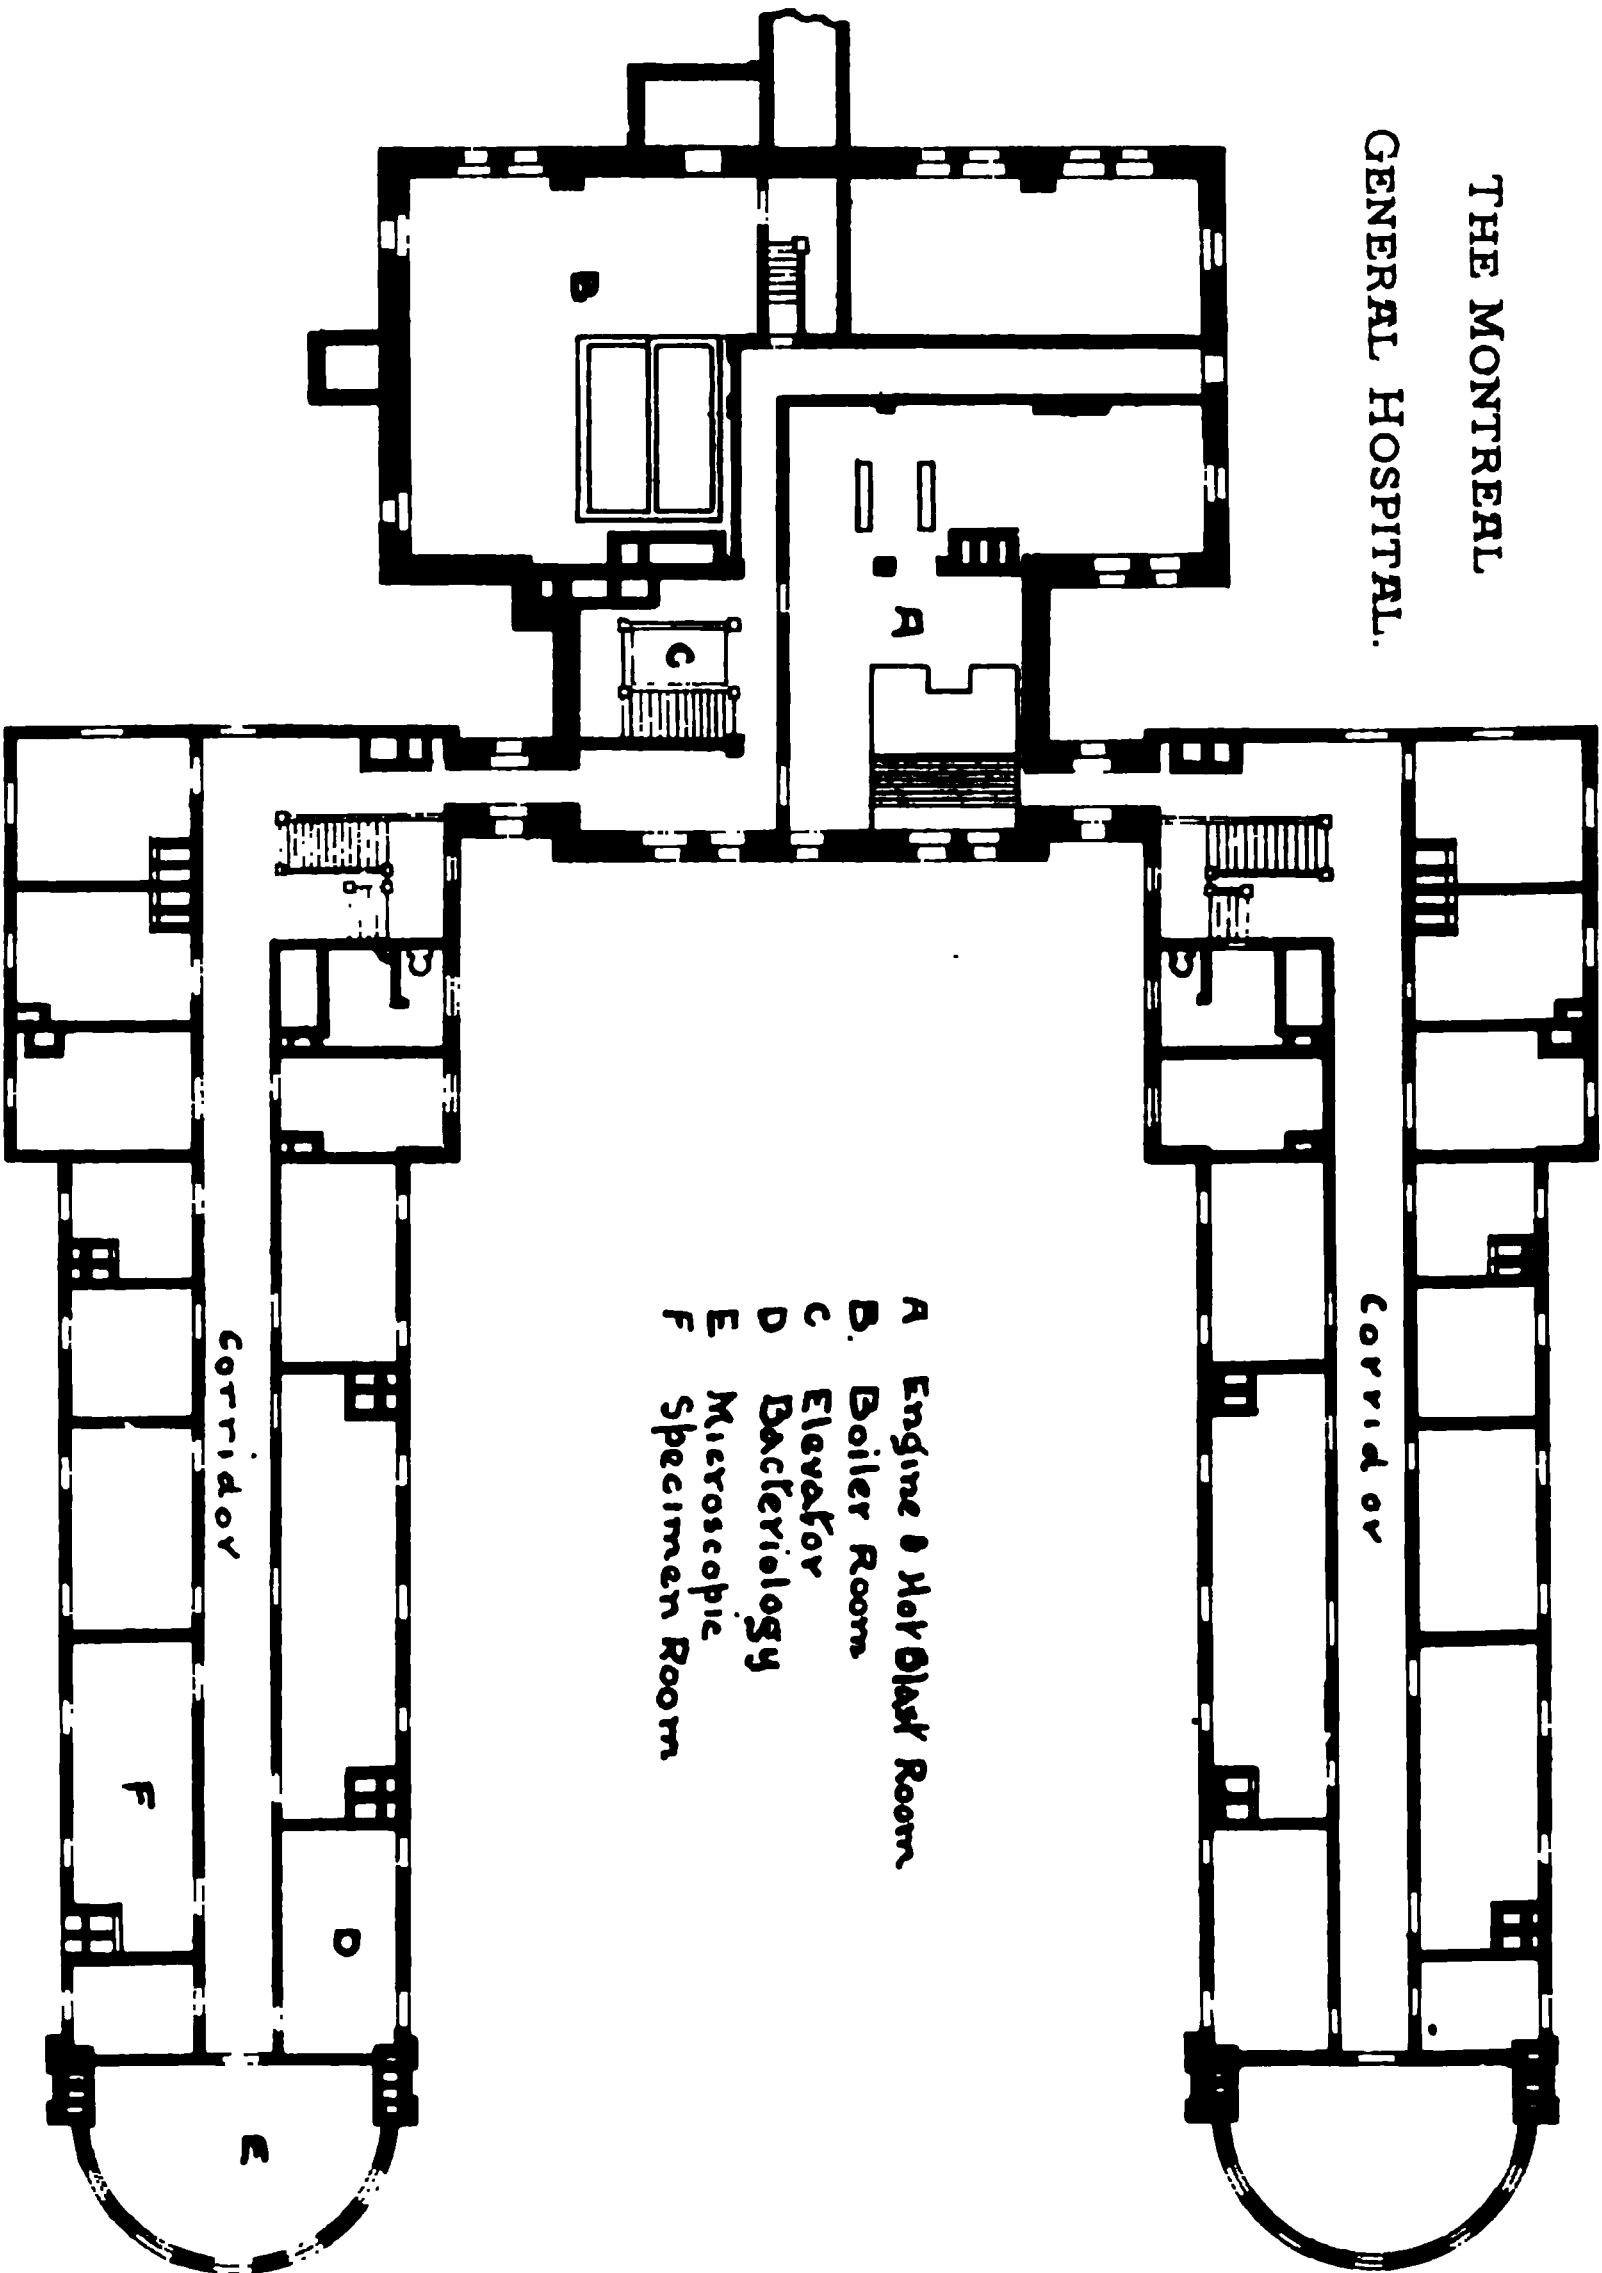 THE MONTREAL
GENERAL HOSPITAL.
A Engine & Hot Blast Room
B. Boiler Room
C Elevator
D Bacteriology
E Microscopic
F Specimen Room
Corridor
Corridor
A
B
C
D
E
F